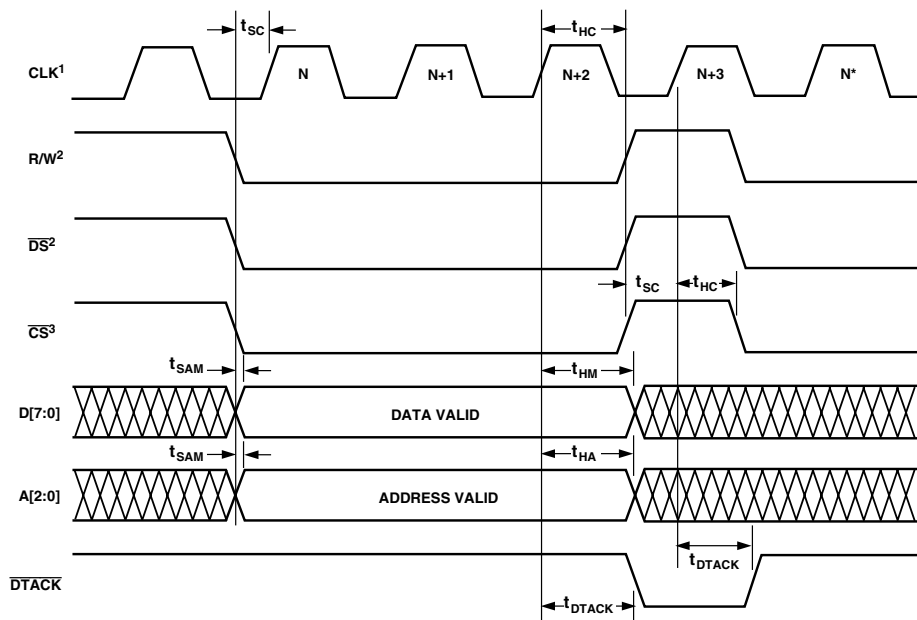 tSC
tHC
CLK¹
N
N+1
N+2
N+3
N*
R/W²
DS²
tSC
tHC
CS³
tSAM
tHM
D[7:0]
DATA VALID
tSAM
tHA
A[2:0]
ADDRESS VALID
tDTACK
DTACK
tDTACK